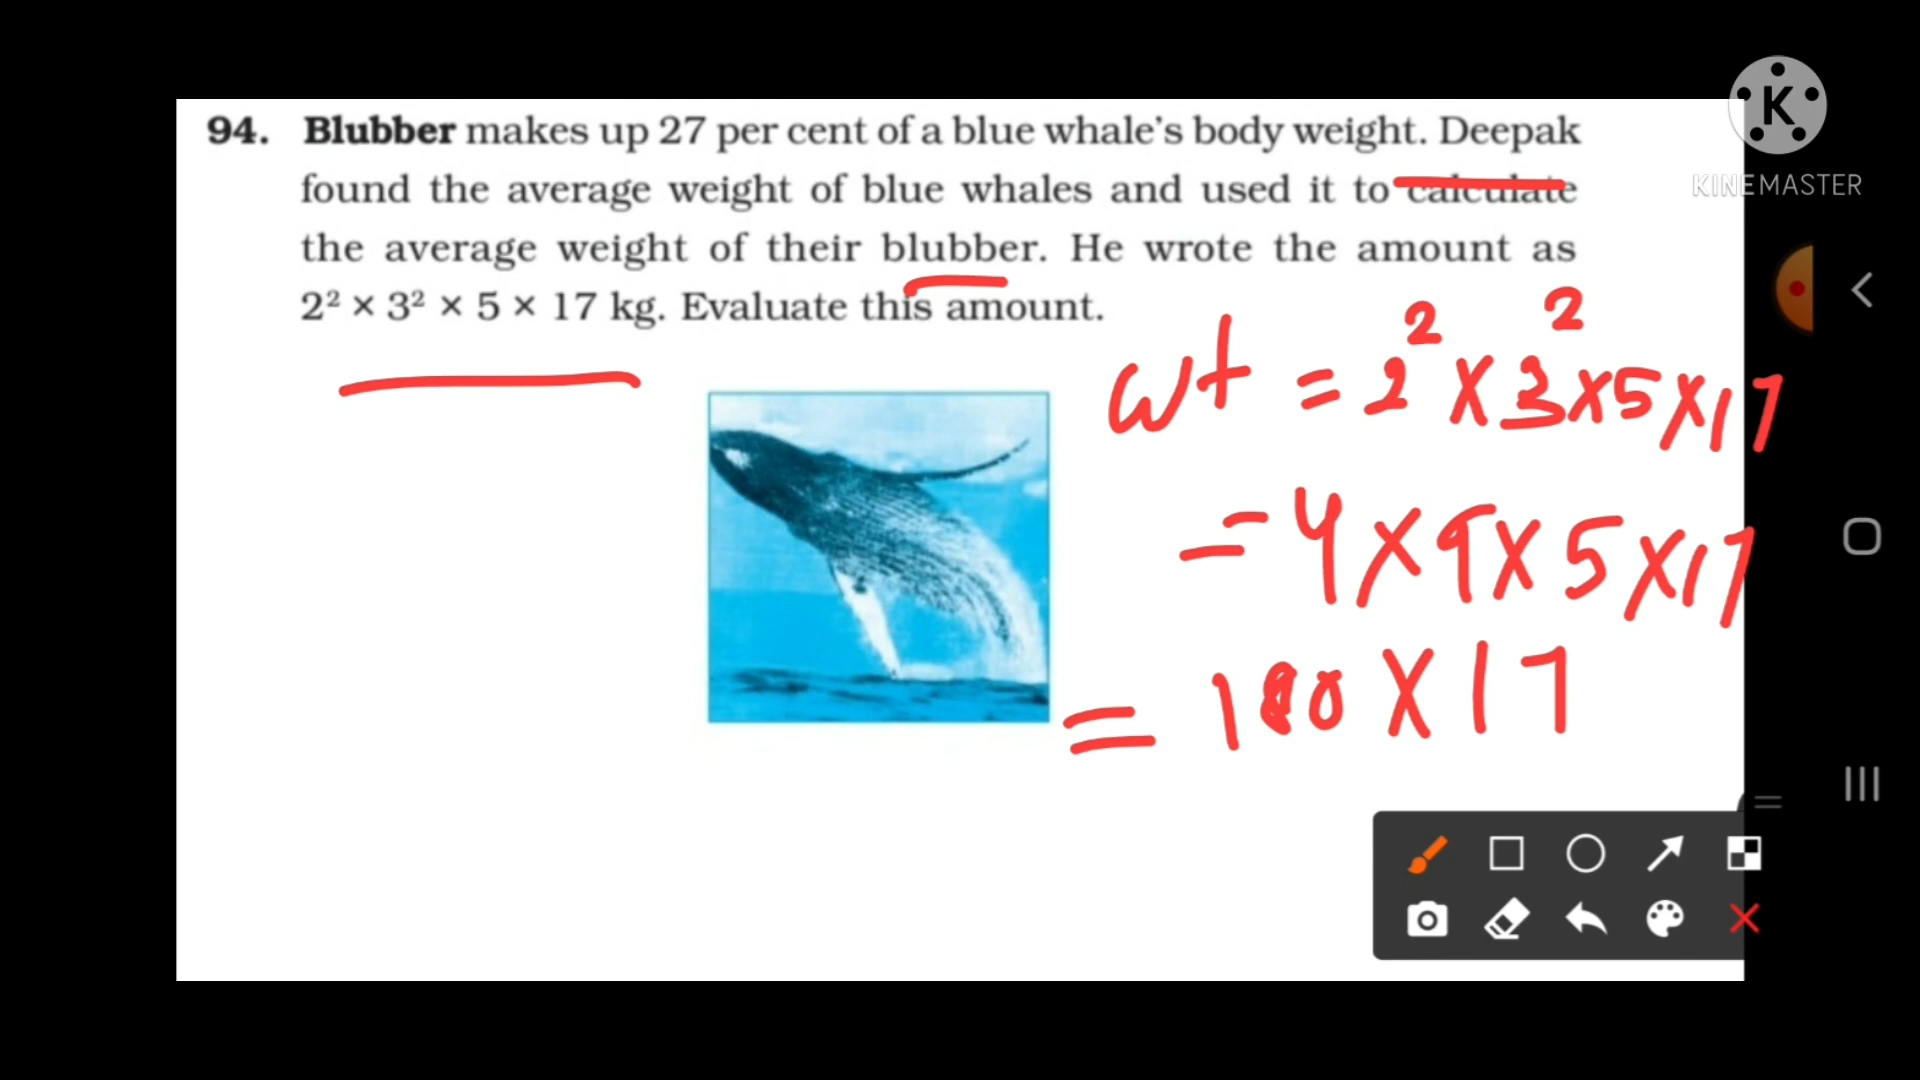 94. Blubber makes up 27 per cent of a blue whale's body weight. Deepak
found the average weight of blue whales and used it to calculate
the average weight of their blubber. He wrote the amount as
2² × 3² × 5 × 17 kg. Evaluate this amount.
K
KINEMASTER
wt = 2² × 3² × 5 × 17
= 4 × 9 × 5 × 17
= 180 × 17